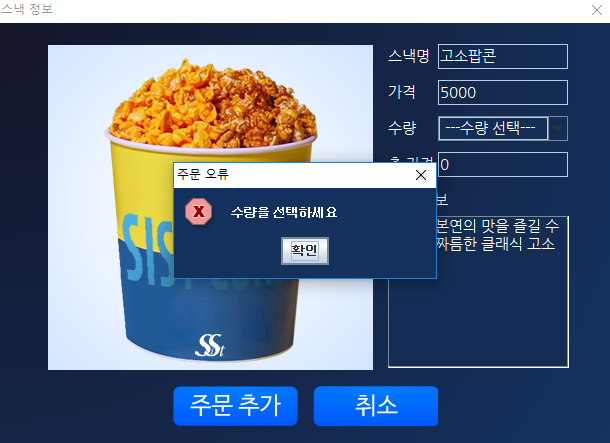 스낵 정보
스낵명 고소팝콘
가격 5000
수량 ---수량 선택---
0
주문 오류
수량을 선택하세요
확인
보
본연의 맛을 즐길 수
짜름한 클래식 고소
SIS
SSt
주문 추가
취소